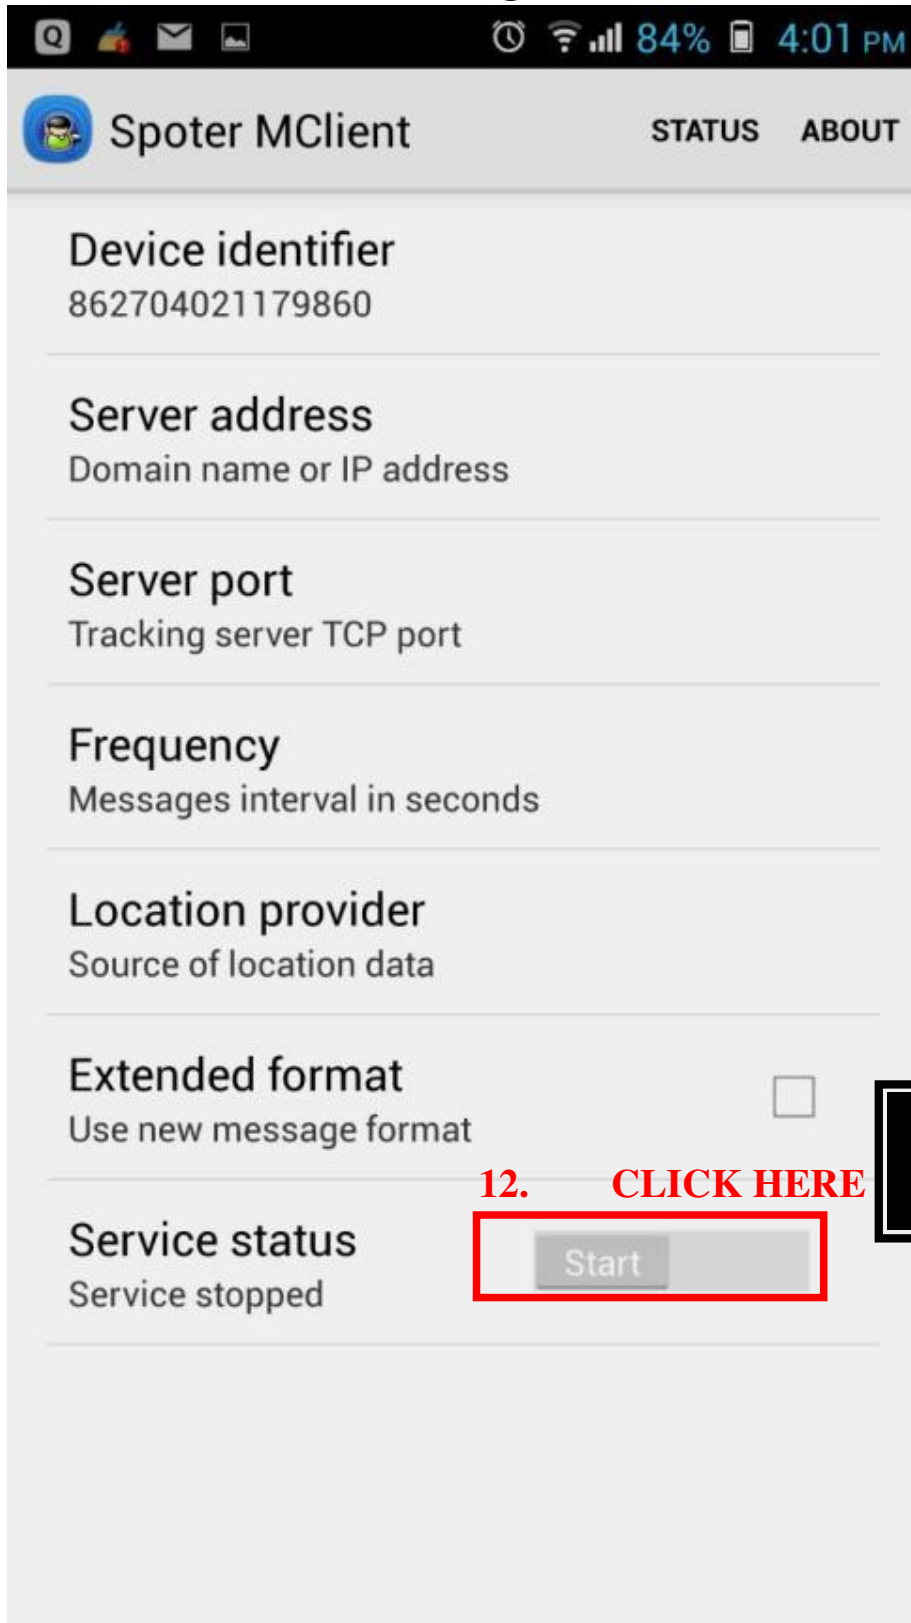 Q 84% 4:01 PM
Spoter MClient STATUS ABOUT
Device identifier
862704021179860
Server address
Domain name or IP address
Server port
Tracking server TCP port
Frequency
Messages interval in seconds
Location provider
Source of location data
Extended format
Use new message format
12. CLICK HERE
Service status
Start
Service stopped